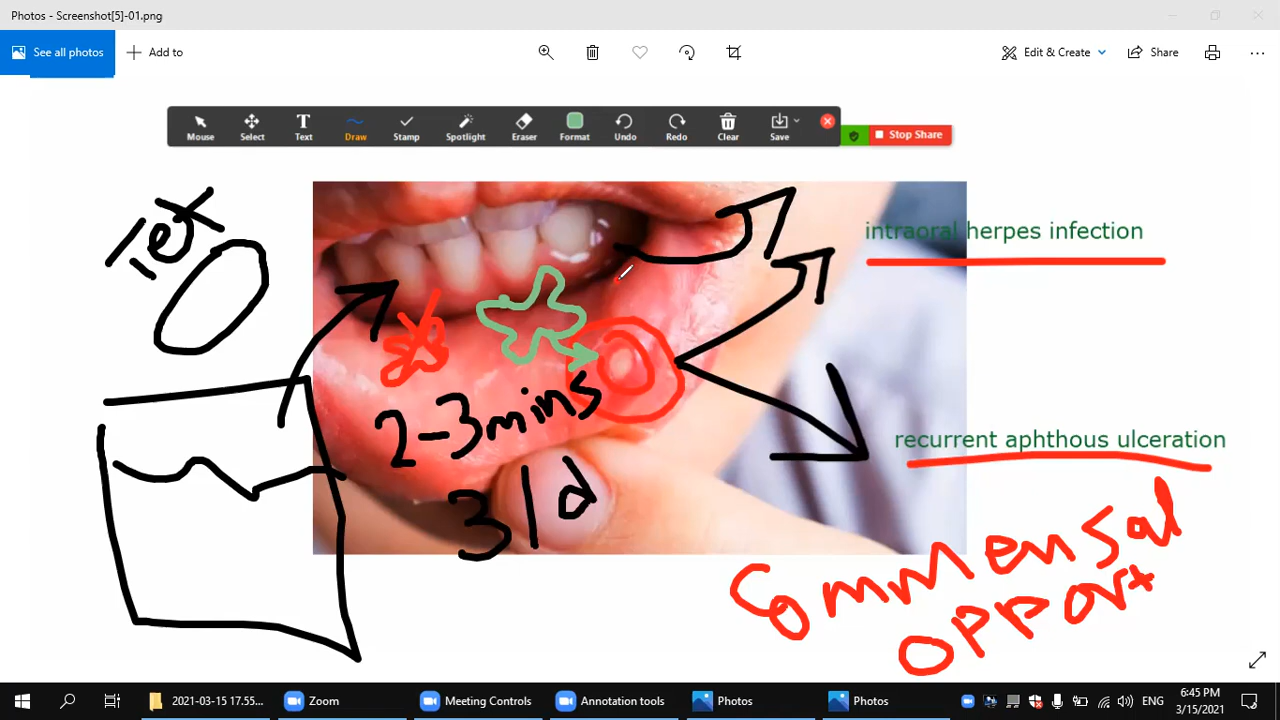 Photos - Screenshot[5]-01.png
See all photos
Add to
Edit & Create
Share
Mouse
Select
Text
Draw
Stamp
Spotlight
Eraser
Format
Undo
Redo
Clear
Save
Stop Share
Tet
intraoral herpes infection
2-3mins
3/d
recurrent aphthous ulceration
Commensal
opport
2021-03-15 17.55...
Zoom
Meeting Controls
Annotation tools
Photos
Photos
ENG
6:45 PM
3/15/2021